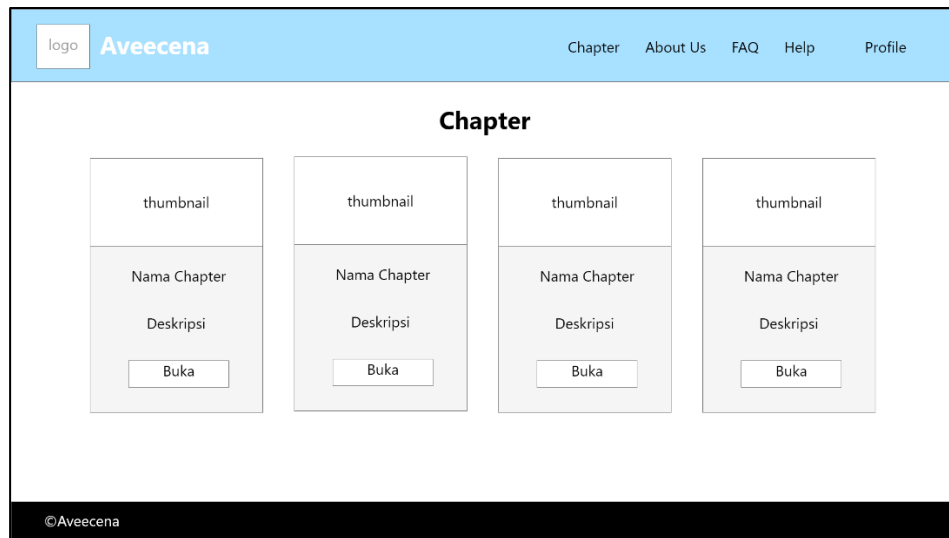 logo Aveecena Chapter About Us FAQ Help Profile
Chapter
thumbnail thumbnail thumbnail thumbnail
Nama Chapter Nama Chapter Nama Chapter Nama Chapter
Deskripsi Deskripsi Deskripsi Deskripsi
Buka Buka Buka Buka
©Aveecena